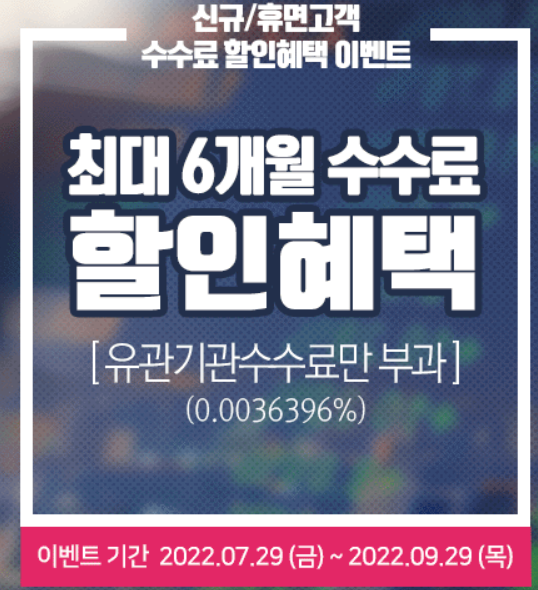 신규/휴면고객
수수료 할인혜택 이벤트
최대 6개월 수수료
할인혜택
[유관기관수수료만 부과]
(0.0036396%)
이벤트 기간 2022.07.29 (금) ~ 2022.09.29 (목)